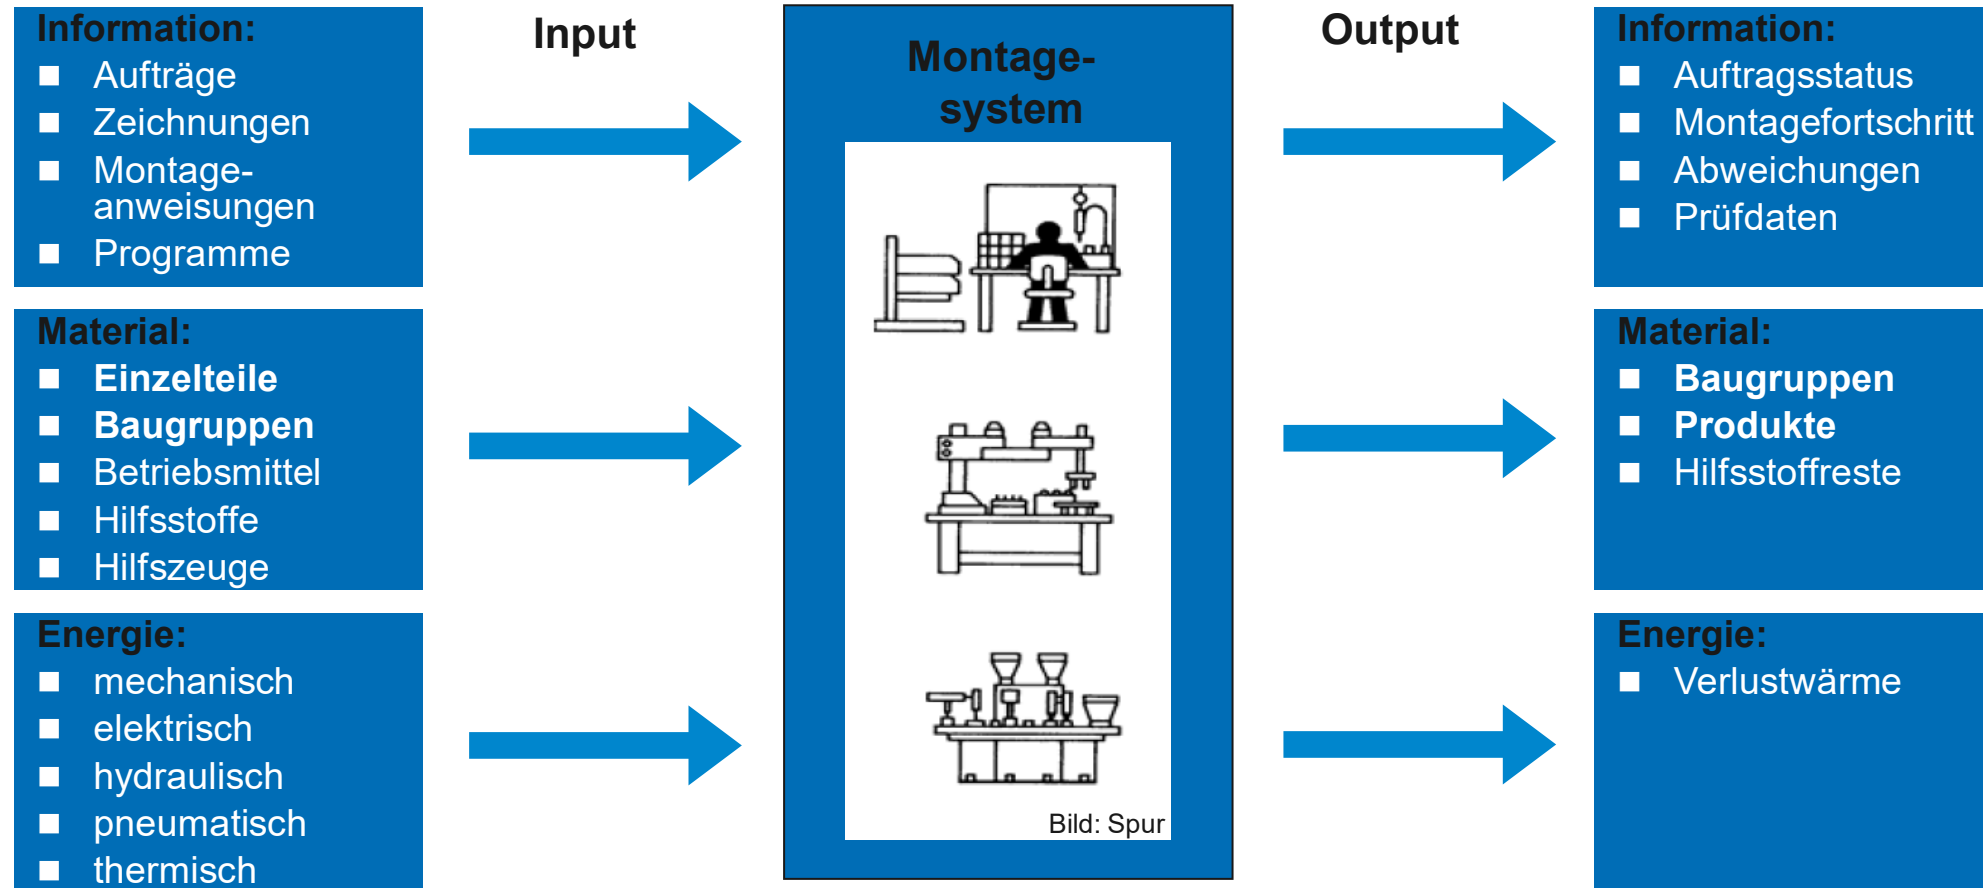 Information:
Aufträge
Zeichnungen
Montage-
anweisungen
Programme
Material:
Einzelteile
Baugruppen
Betriebsmittel
Hilfsstoffe
Hilfszeuge
Energie:
mechanisch
elektrisch
hydraulisch
pneumatisch
thermisch
Input
Montage-
system
Bild: Spur
Output
Information:
Auftragsstatus
Montagefortschritt
Abweichungen
Prüfdaten
Material:
Baugruppen
Produkte
Hilfsstoffreste
Energie:
Verlustwärme